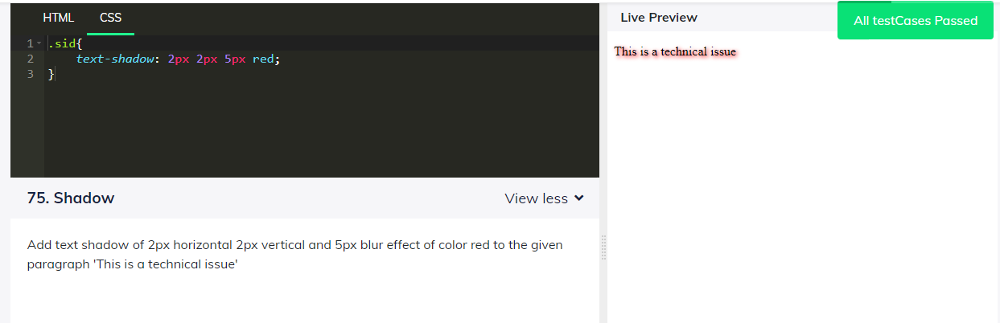 HTML CSS
1 .sid{
2 text-shadow: 2px 2px 5px red;
3 }
75. Shadow
View less
Add text shadow of 2px horizontal 2px vertical and 5px blur effect of color red to the given
paragraph 'This is a technical issue'
Live Preview
All testCases Passed
This is a technical issue